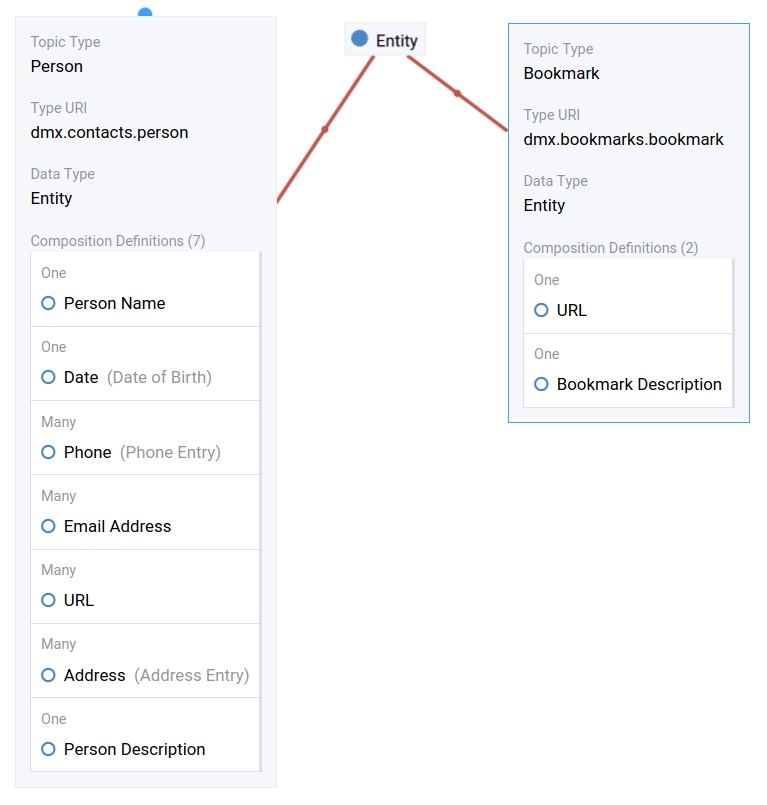 Topic Type
Person
Type URI
dmx.contacts.person
Data Type
Entity
Composition Definitions (7)
One
Person Name
One
Date (Date of Birth)
Many
Phone (Phone Entry)
Many
Email Address
Many
URL
Many
Address (Address Entry)
One
Person Description
Entity
Topic Type
Bookmark
Type URI
dmx.bookmarks.bookmark
Data Type
Entity
Composition Definitions (2)
One
URL
One
Bookmark Description